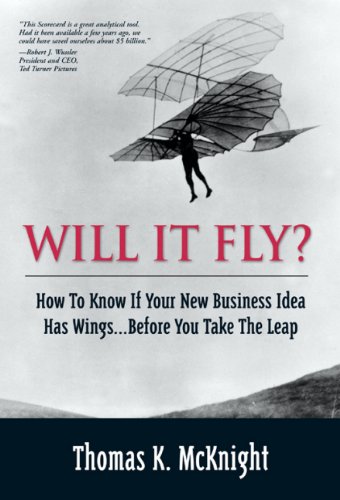 "This Scorecard is a great analytical tool.
Had it been available a few years ago, we
could have saved ourselves about $5 billion."
—Robert J. Wussler
President and CEO,
Ted Turner Pictures
WILL IT FLY?
How To Know If Your New Business Idea
Has Wings...Before You Take The Leap
Thomas K. McKnight